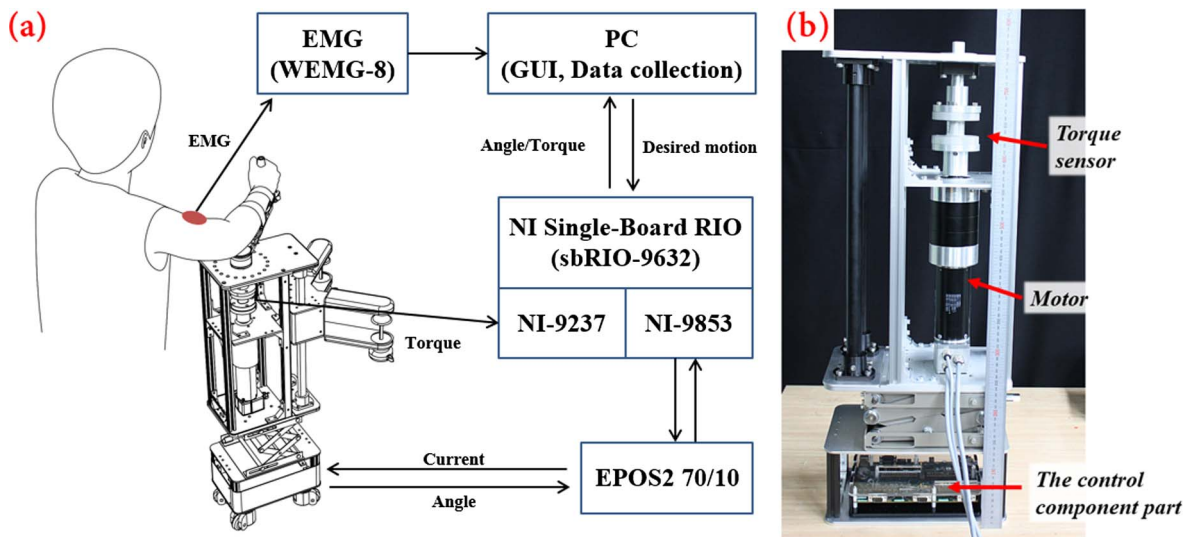 (a)
EMG
(WEMG-8)
PC
(GUI, Data collection)
EMG
Angle/Torque
Desired motion
NI Single-Board RIO
(sbRIO-9632)
NI-9237
NI-9853
Torque
Current
Angle
EPOS2 70/10
(b)
Torque
sensor
Motor
The control
component part